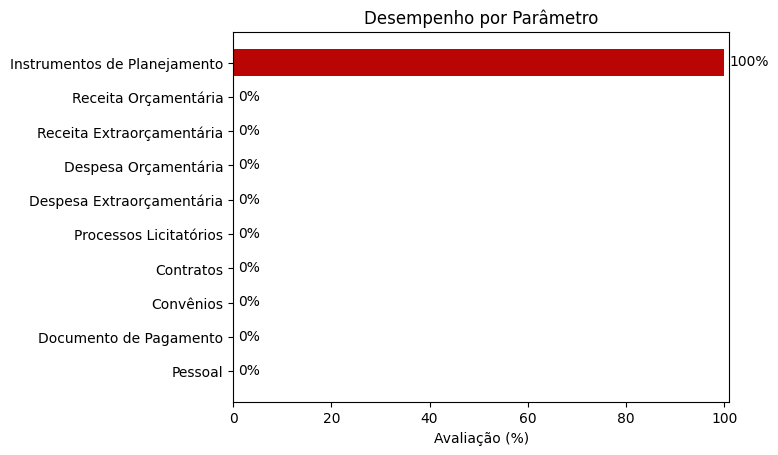 Desempenho por Parâmetro
Instrumentos de Planejamento 100%
Receita Orçamentária 0%
Receita Extraorçamentária 0%
Despesa Orçamentária 0%
Despesa Extraorçamentária 0%
Processos Licitatórios 0%
Contratos 0%
Convênios 0%
Documento de Pagamento 0%
Pessoal 0%
0 20 40 60 80 100
Avaliação (%)